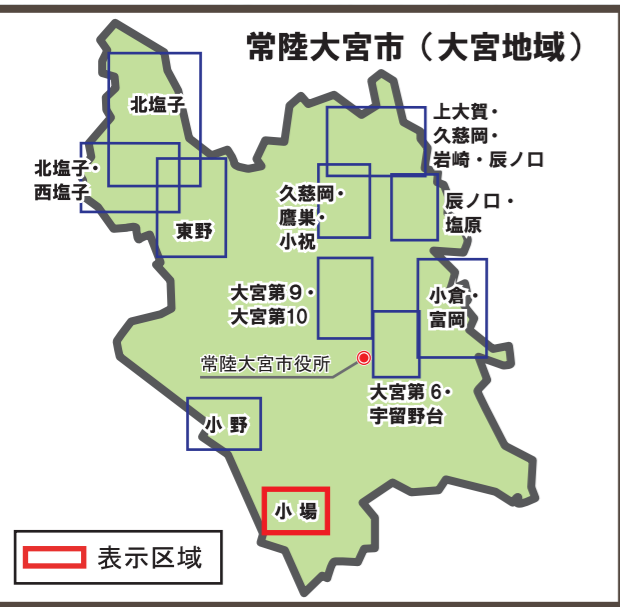 常陸大宮市（大宮地域）
北塩子
上大賀・
久慈岡・
岩崎・辰ノ口
北塩子・
西塩子
久慈岡・
鷹巣・
小祝
辰ノ口・
塩原
東野
大宮第９・
大宮第10
小倉・
富岡
常陸大宮市役所
大宮第６・
宇留野台
小 野
小 場
表示区域